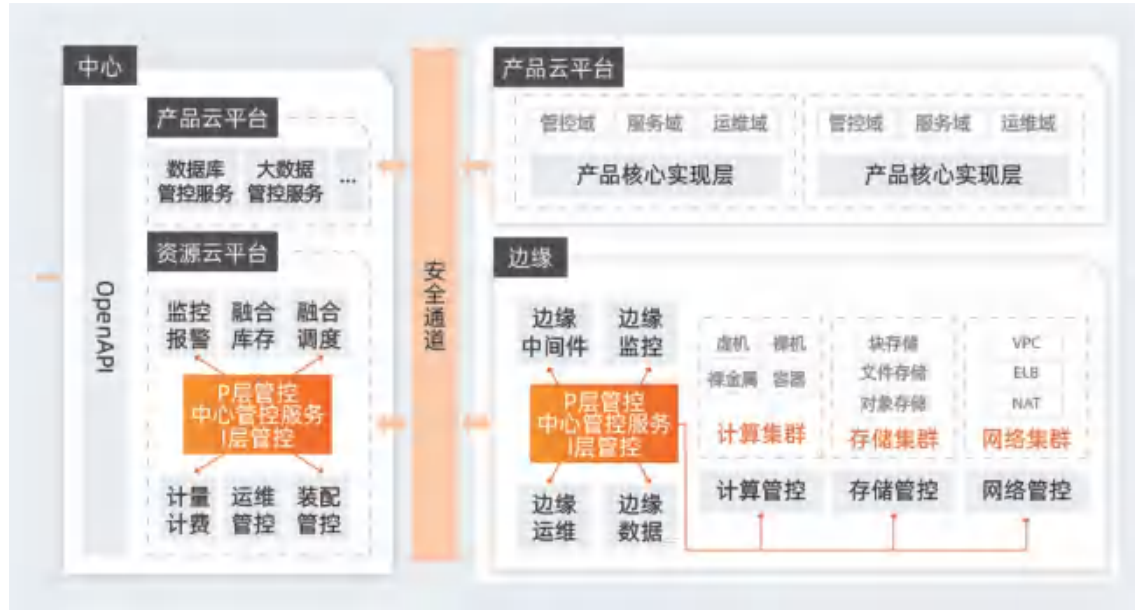 中心
OpenAPI
产品云平台
数据库
管控服务
大数据
管控服务
...
资源云平台
监控
报警
融合
库存
融合
调度
P层管控
中心管控服务
I层管控
计量
计费
运维
管控
装配
管控
安全通道
产品云平台
管控域 服务域 运维域
产品核心实现层
管控域 服务域 运维域
产品核心实现层
边缘
边缘
中间件
边缘
监控
P层管控
中心管控服务
I层管控
边缘
运维
边缘
数据
虚机 裸机
裸金属 容器
计算集群
计算管控
块存储
文件存储
对象存储
存储集群
存储管控
VPC
ELB
NAT
网络集群
网络管控